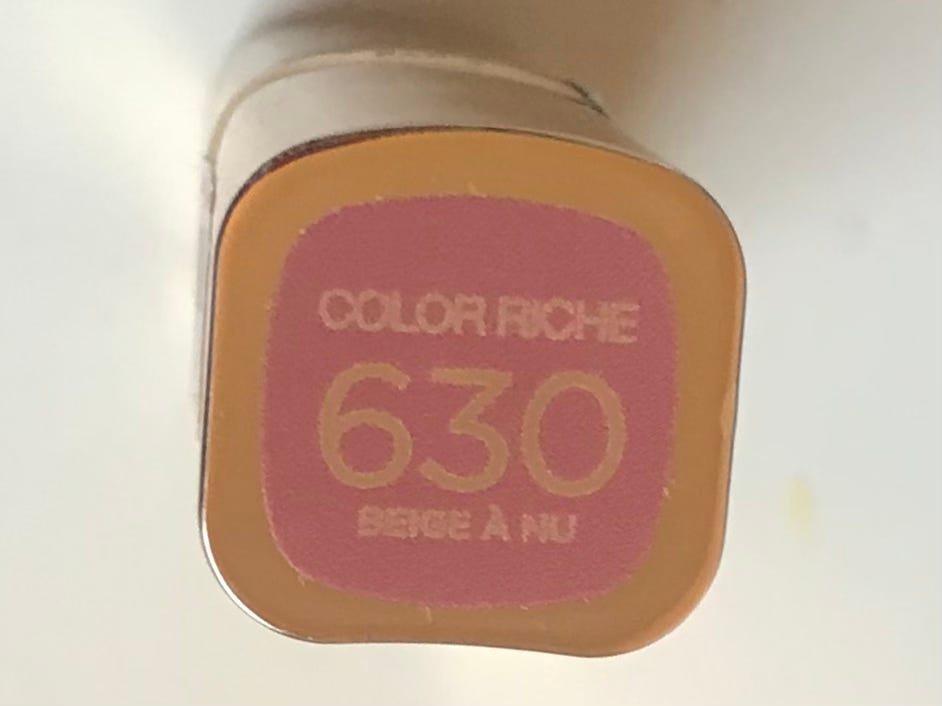 COLOR RICHE
630
BEIGE À NU